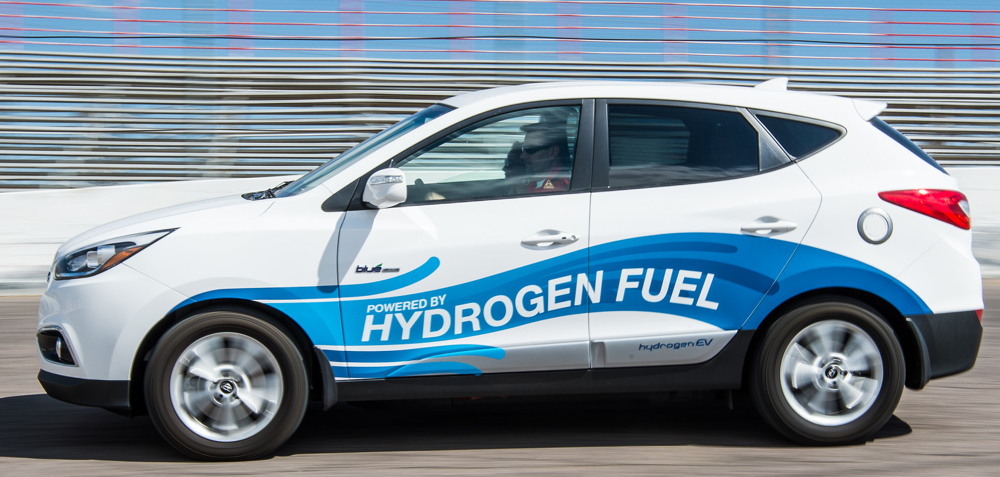 blue
POWERED BY
HYDROGEN FUEL
hydrogen EV